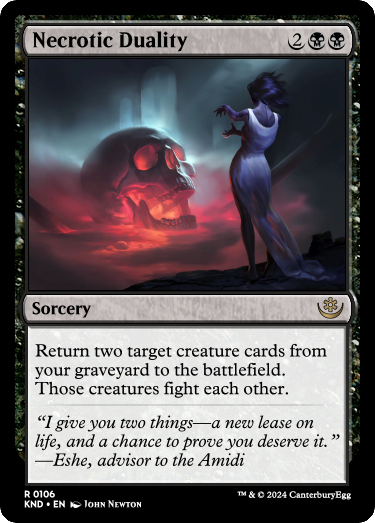 Necrotic Duality 2
Sorcery
Return two target creature cards from
your graveyard to the battlefield.
Those creatures fight each other.
“I give you two things—a new lease on
life, and a chance to prove you deserve it.”
—Eshe, advisor to the Amidi
R 0106
KND • EN John Newton
™ & © 2024 CanterburyEgg